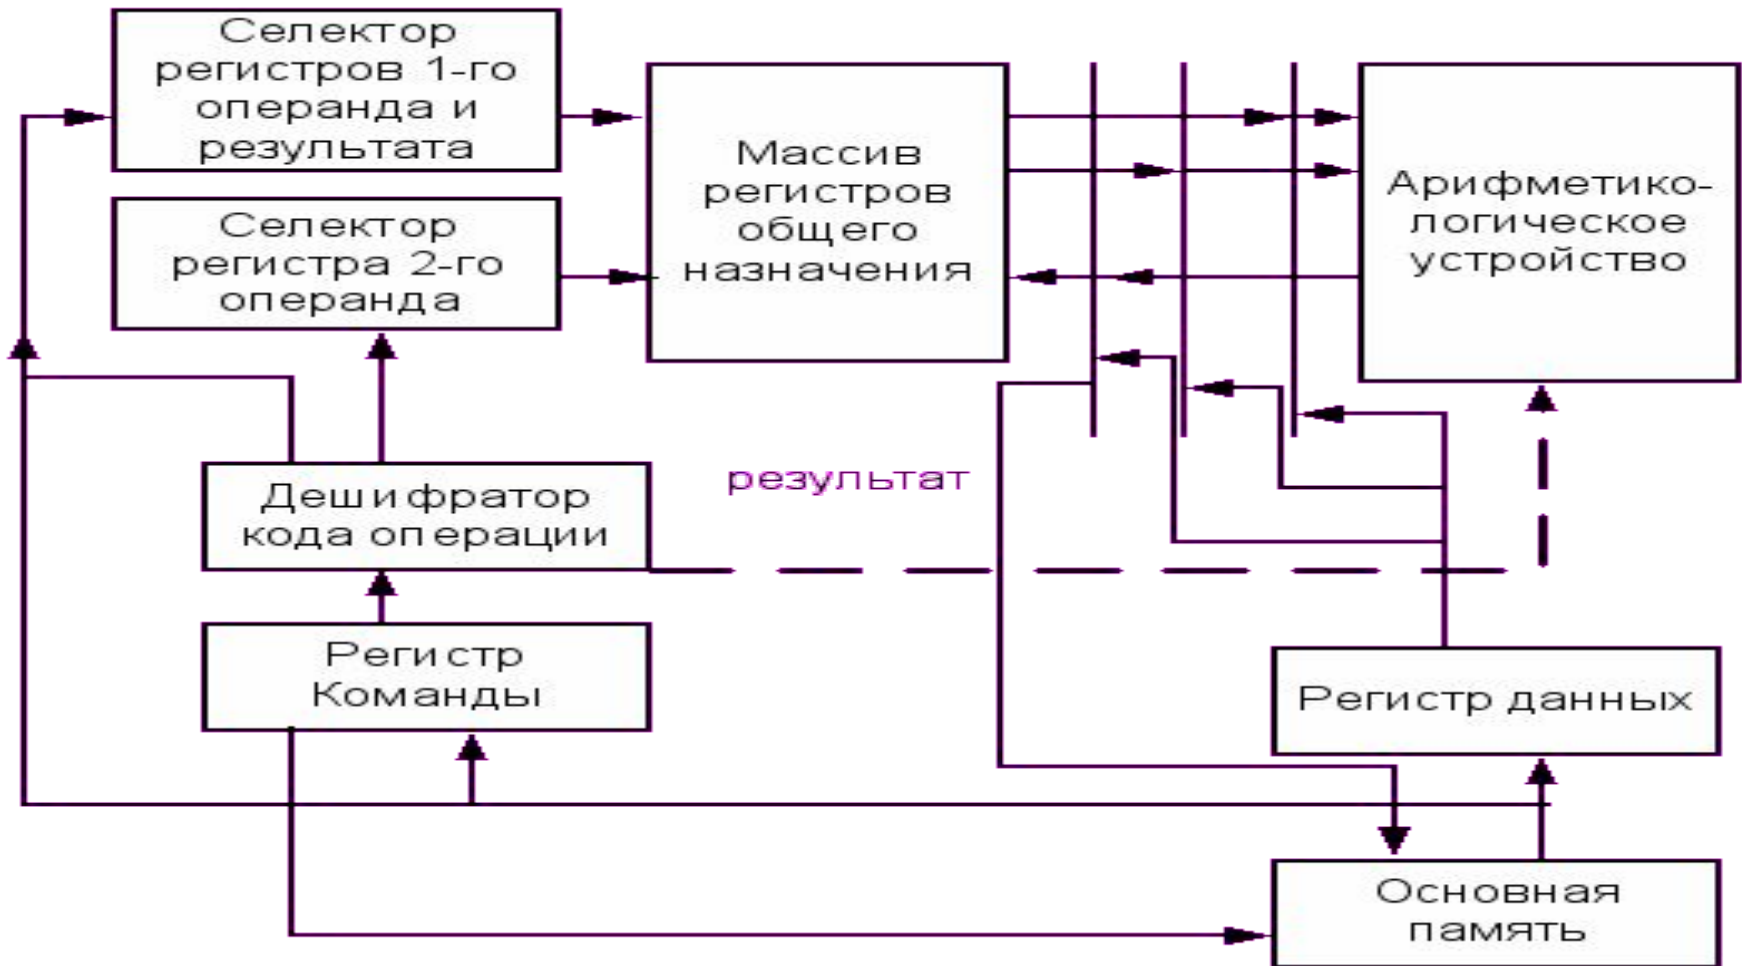 Селектор
регистров 1-го
операнда и
результата
Массив
регистров
общего
назначения
Арифметико-
логическое
устройство
Селектор
регистра 2-го
операнда
результат
Дешифратор
кода операции
Регистр
Команды
Регистр данных
Основная
память